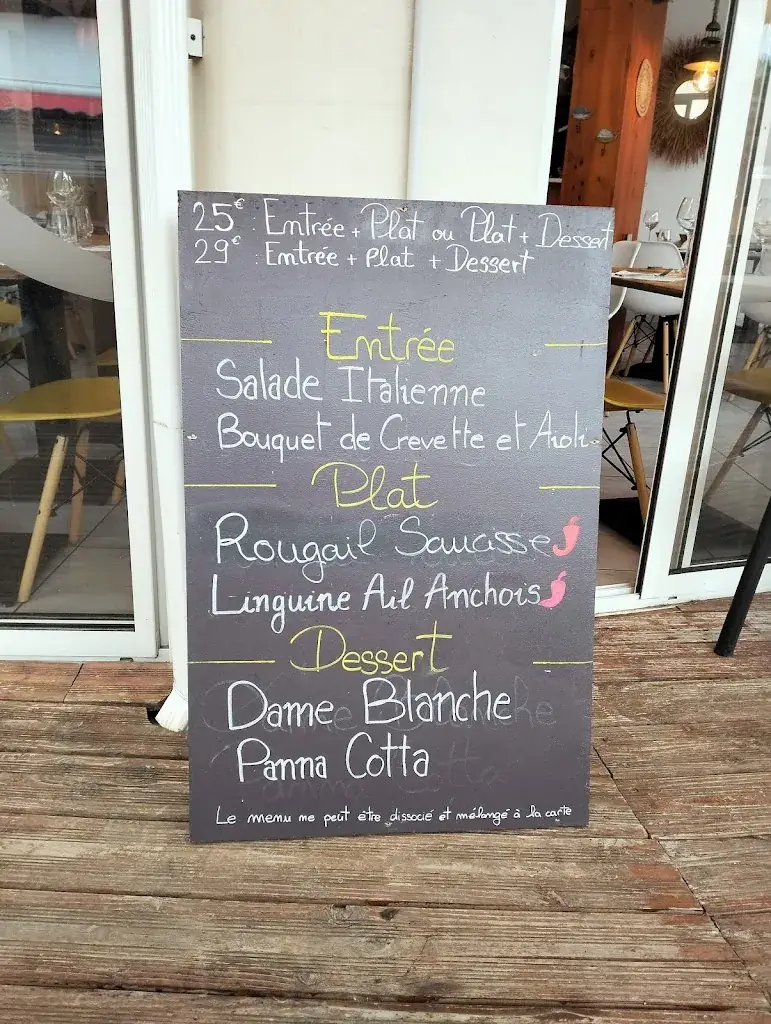 25€ : Entrée + Plat ou Plat + Dessert
29€ : Entrée + Plat + Dessert
Entrée
Salade Italienne
Bouquet de Crevette et Aioli
Plat
Rougail Saucisse
Linguine Ail Anchois
Dessert
Dame Blanche
Panna Cotta
Le menu ne peut être dissocié et mélangé à la carte